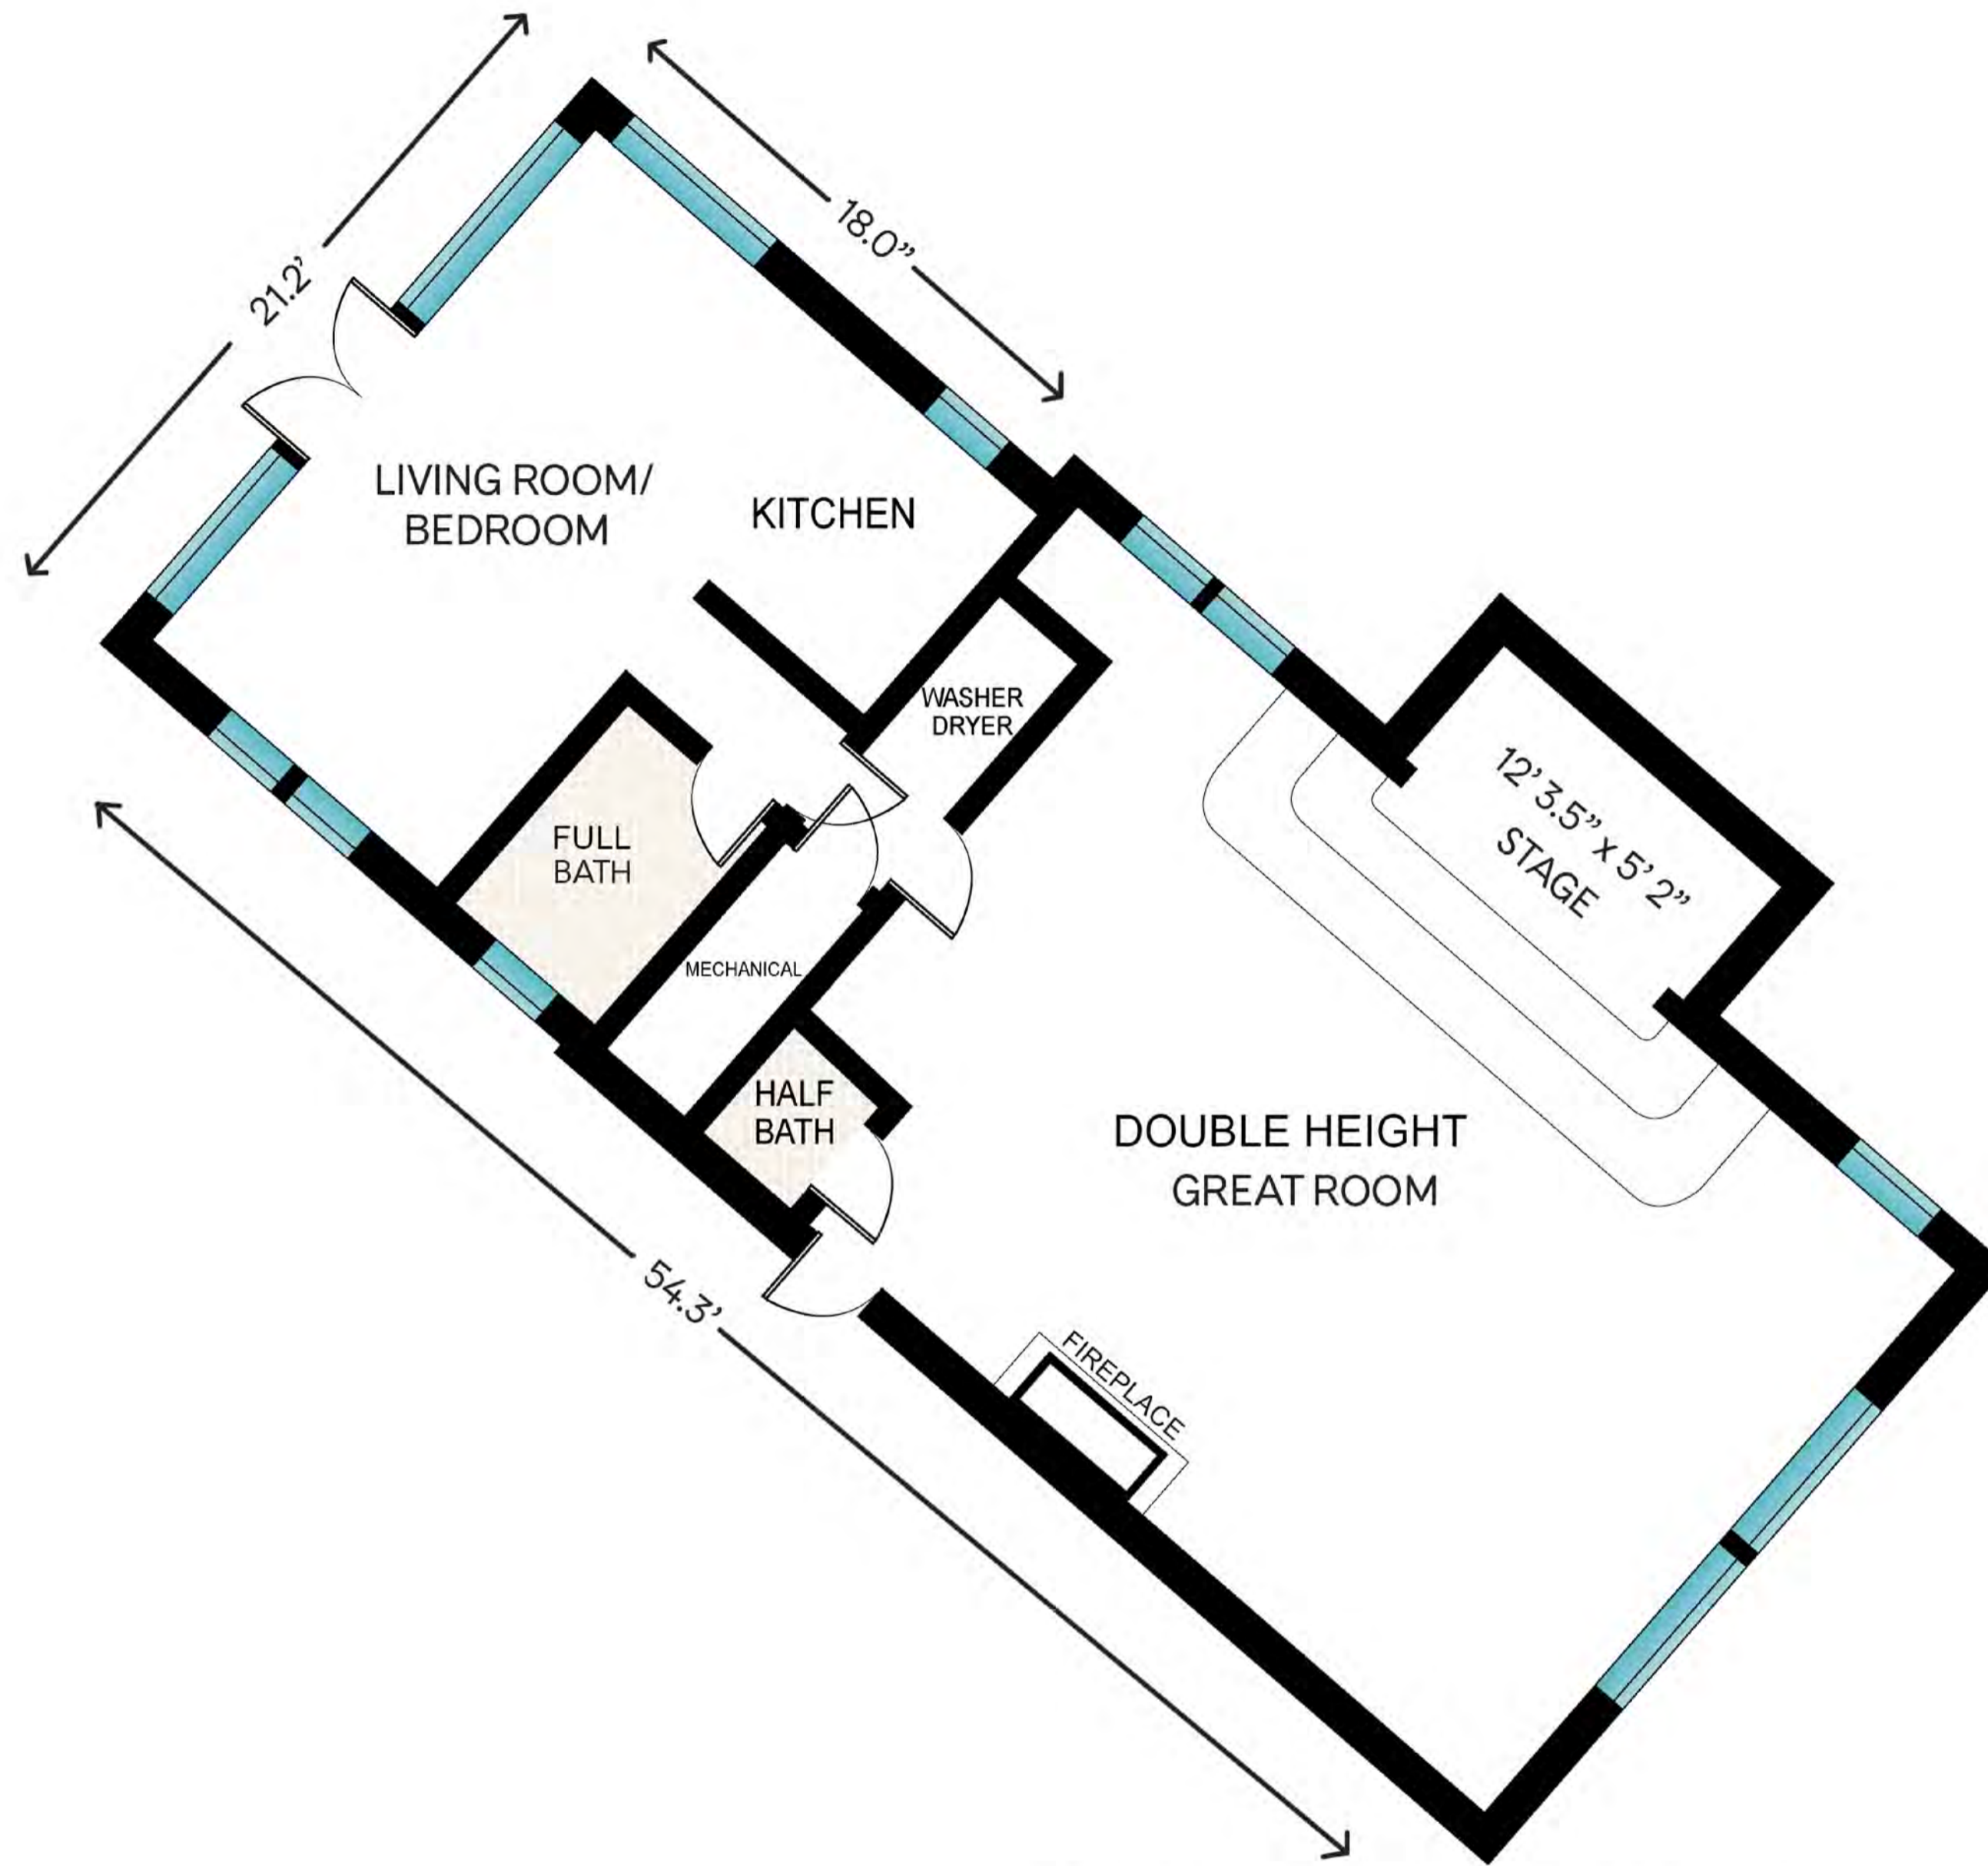 18.0”
21.2’
LIVING ROOM/
BEDROOM
KITCHEN
WASHER
DRYER
12’ 3.5” x 5’ 2”
STAGE
FULL
BATH
MECHANICAL
HALF
BATH
DOUBLE HEIGHT
GREAT ROOM
54.3’
FIREPLACE